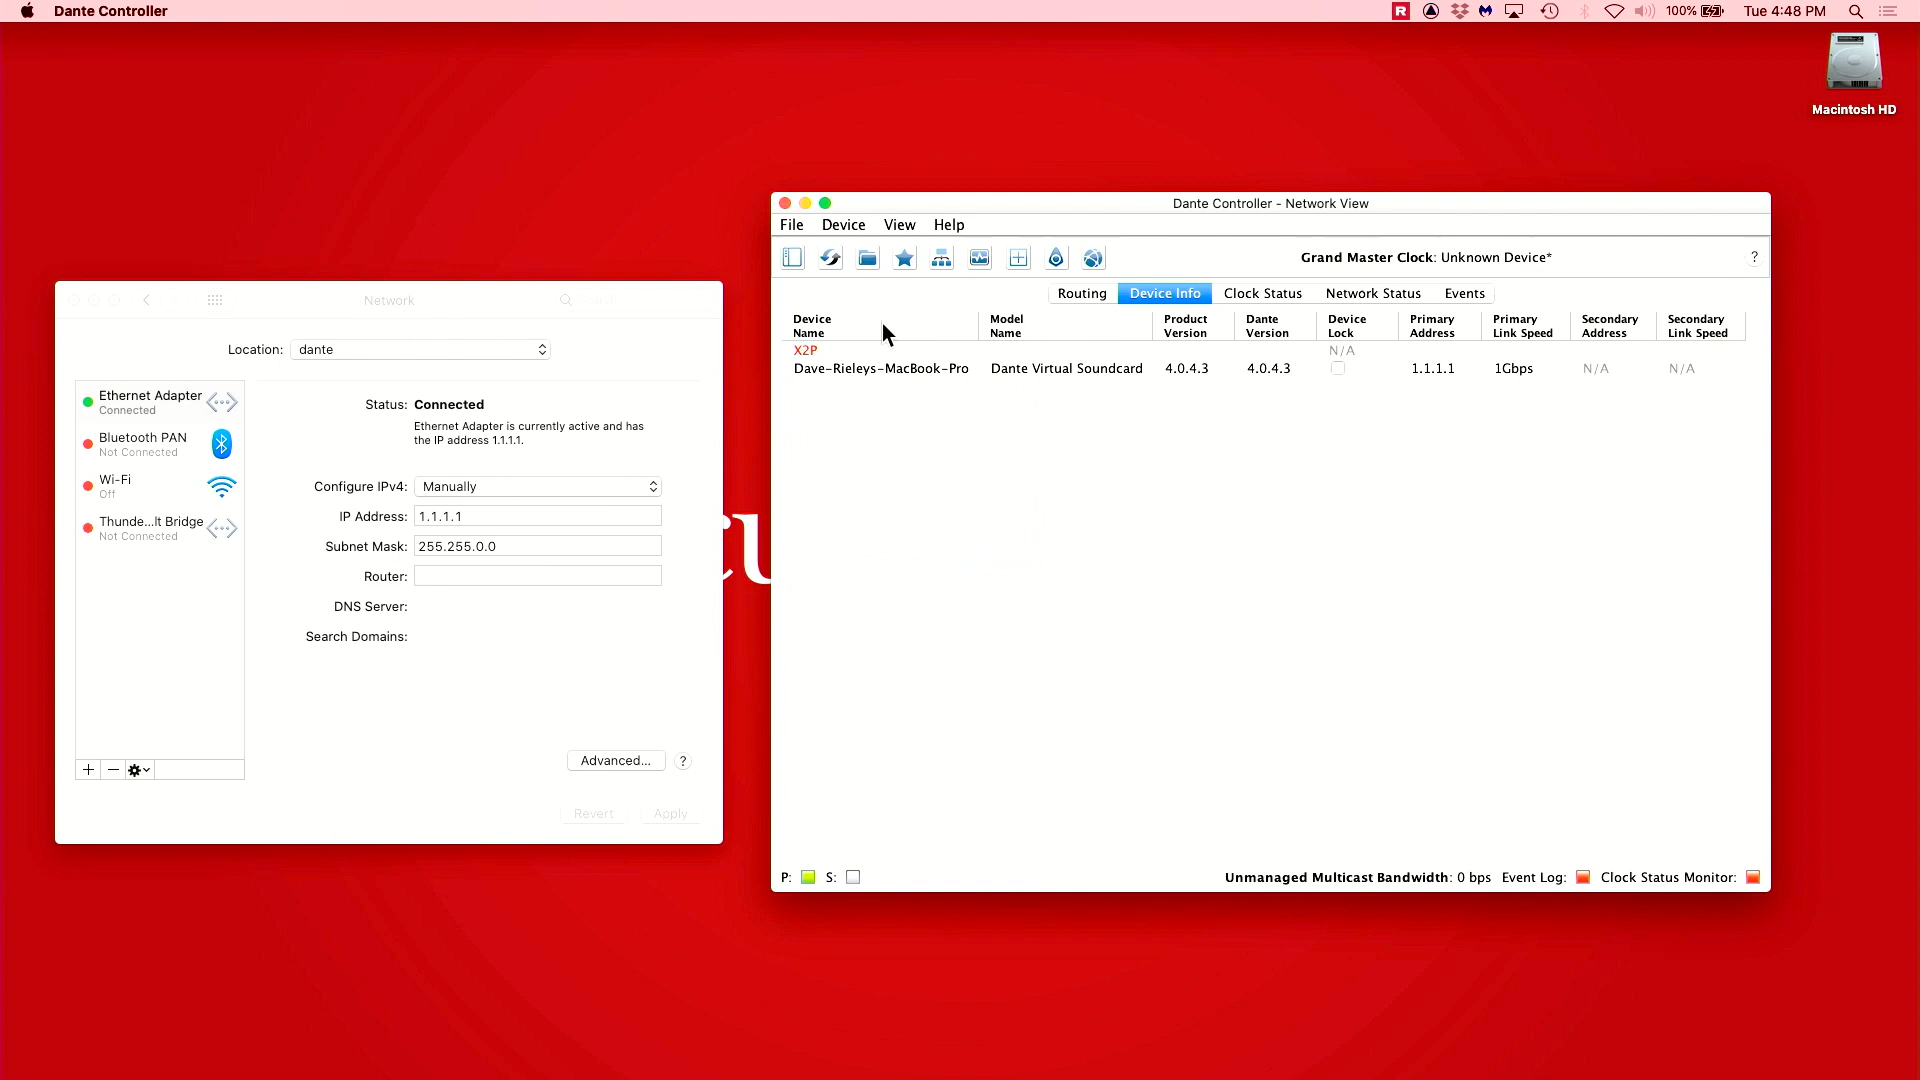 Dante Controller
100%
Tue 4:48 PM
Macintosh HD
Network
Location: dante
Ethernet Adapter
Connected
Bluetooth PAN
Not Connected
Wi-Fi
Off
Thunde...lt Bridge
Not Connected
Status: Connected
Ethernet Adapter is currently active and has
the IP address 1.1.1.1.
Configure IPv4: Manually
IP Address: 1.1.1.1
Subnet Mask: 255.255.0.0
Router:
DNS Server:
Search Domains:
Advanced... ?
Revert Apply
cu
Dante Controller - Network View
File Device View Help
Grand Master Clock: Unknown Device* ?
Routing Device Info Clock Status Network Status Events
Device Name Model Name Product Version Dante Version Device Lock Primary Address Primary Link Speed Secondary Address Secondary Link Speed
X2P N/A
Dave-Rieleys-MacBook-Pro Dante Virtual Soundcard 4.0.4.3 4.0.4.3 1.1.1.1 1Gbps N/A N/A
P: S: Unmanaged Multicast Bandwidth: 0 bps Event Log: Clock Status Monitor: